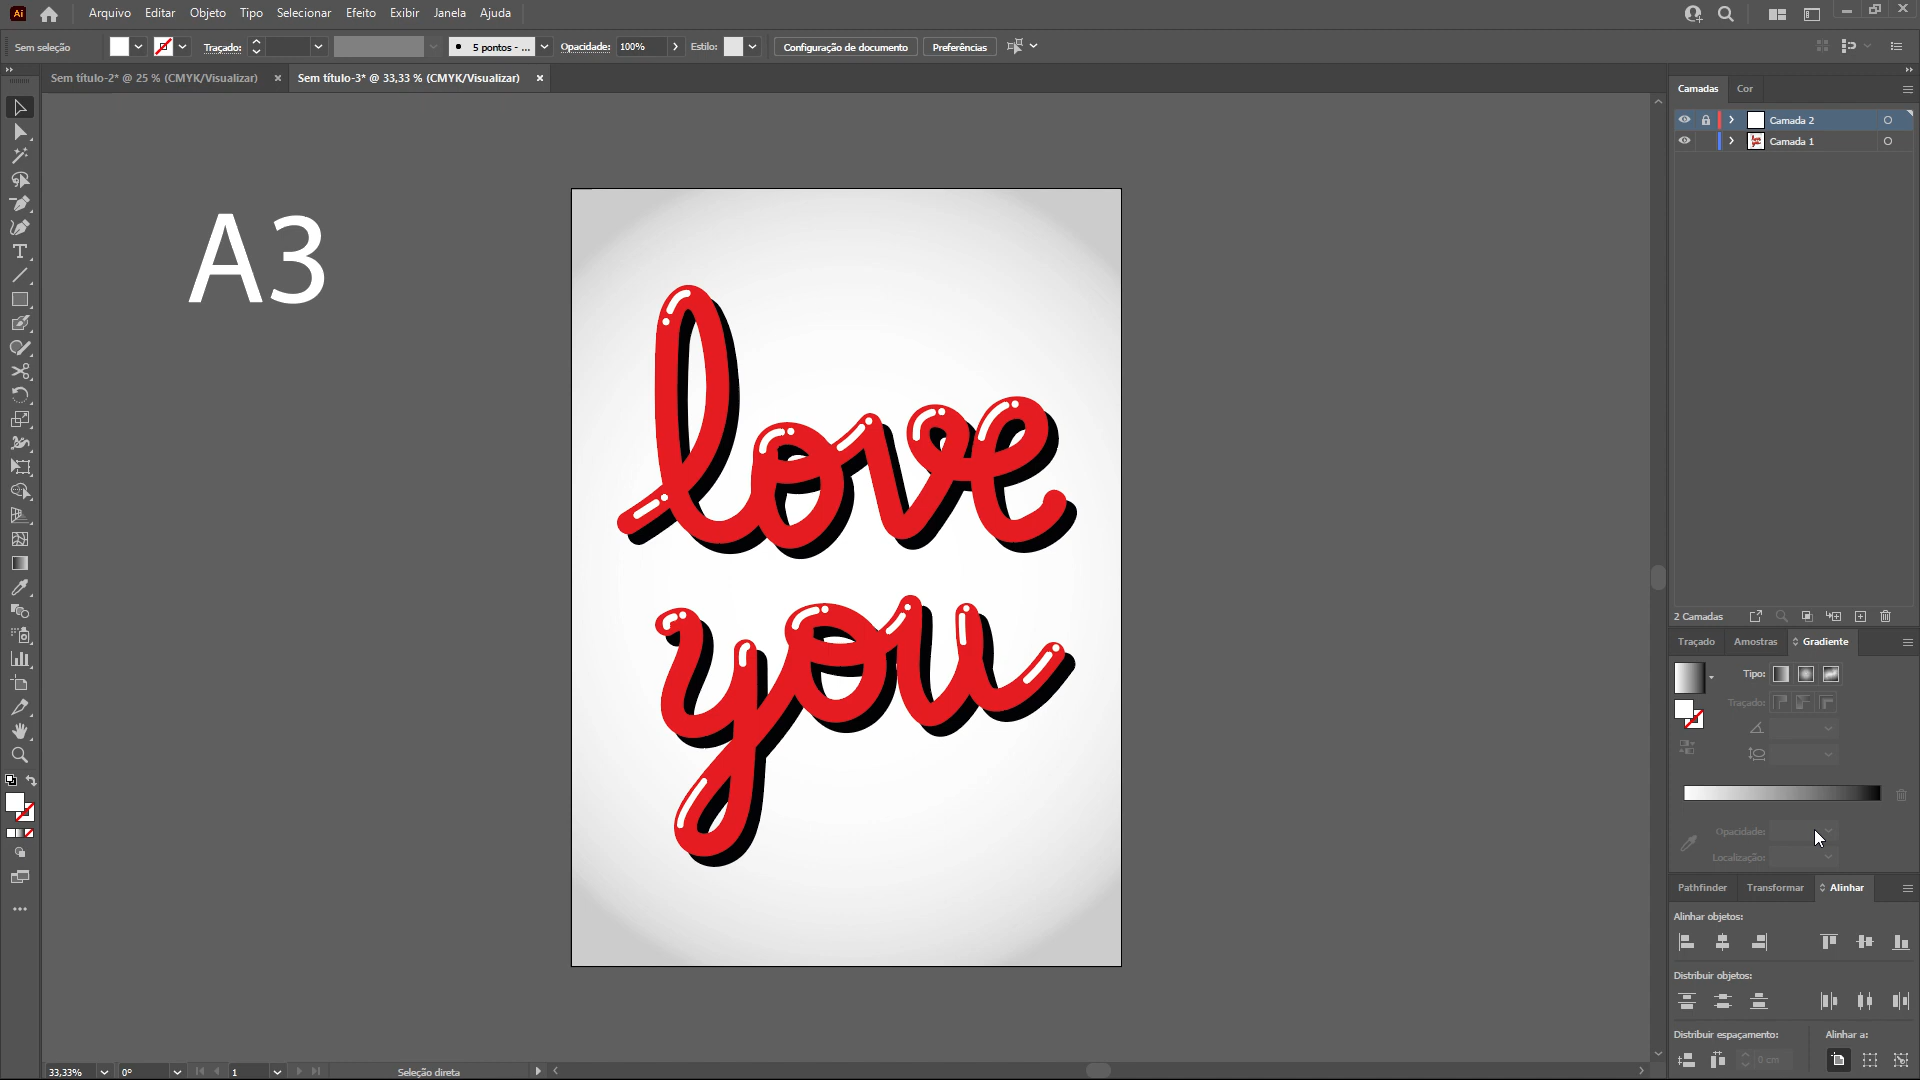 Ai Arquivo Editar Objeto Tipo Selecionar Efeito Exibir Janela Ajuda
Sem seleção Traçado: 5 pontos - ... Opacidade: 100% Estilo: Configuração de documento Preferências
Sem título-2* @ 25 % (CMYK/Visualizar) Sem título-3* @ 33,33 % (CMYK/Visualizar)
Camadas Cor
Camada 2
Camada 1
A3
love
you
2 Camadas
Traçado Amostras Gradiente
Tipo:
Traçado:
Opacidade:
Localização:
Pathfinder Transformar Alinhar
Alinhar objetos:
Distribuir objetos:
Distribuir espaçamento: Alinhar a:
0 cm
33,33% 0° 1 Seleção direta